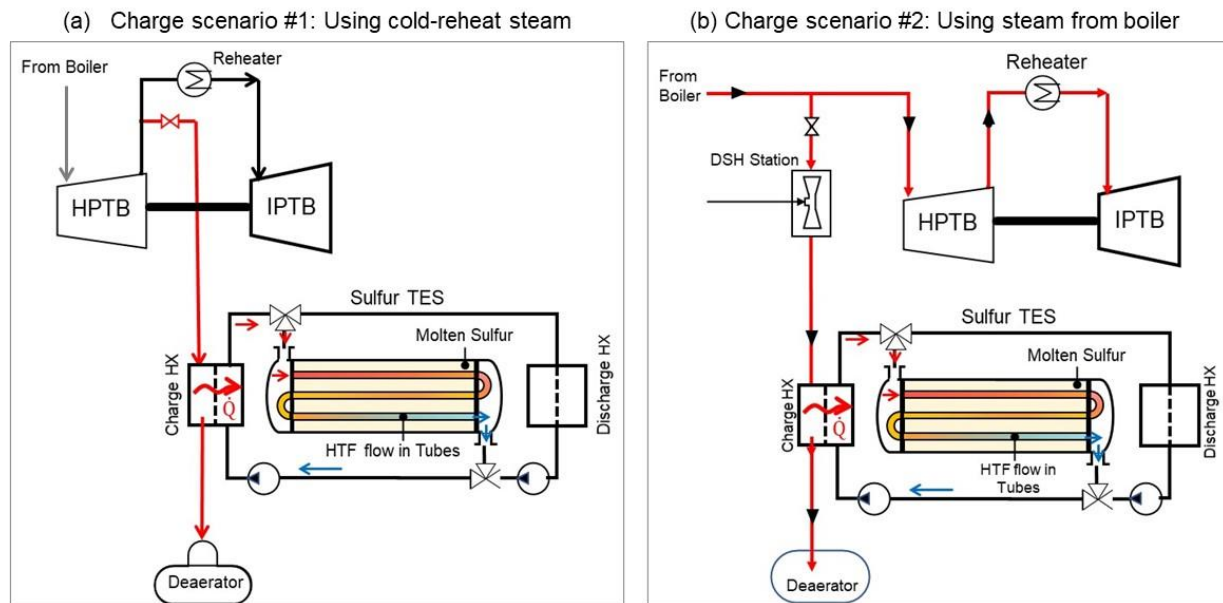 (a) Charge scenario #1: Using cold-reheat steam
From Boiler
Reheater
HPTB
IPTB
Sulfur TES
Molten Sulfur
Charge HX
Q̇
Discharge HX
HTF flow in Tubes
Deaerator
(b) Charge scenario #2: Using steam from boiler
From
Boiler
Reheater
DSH Station
HPTB
IPTB
Sulfur TES
Molten Sulfur
Charge HX
Q̇
Discharge HX
HTF flow in
Tubes
Deaerator